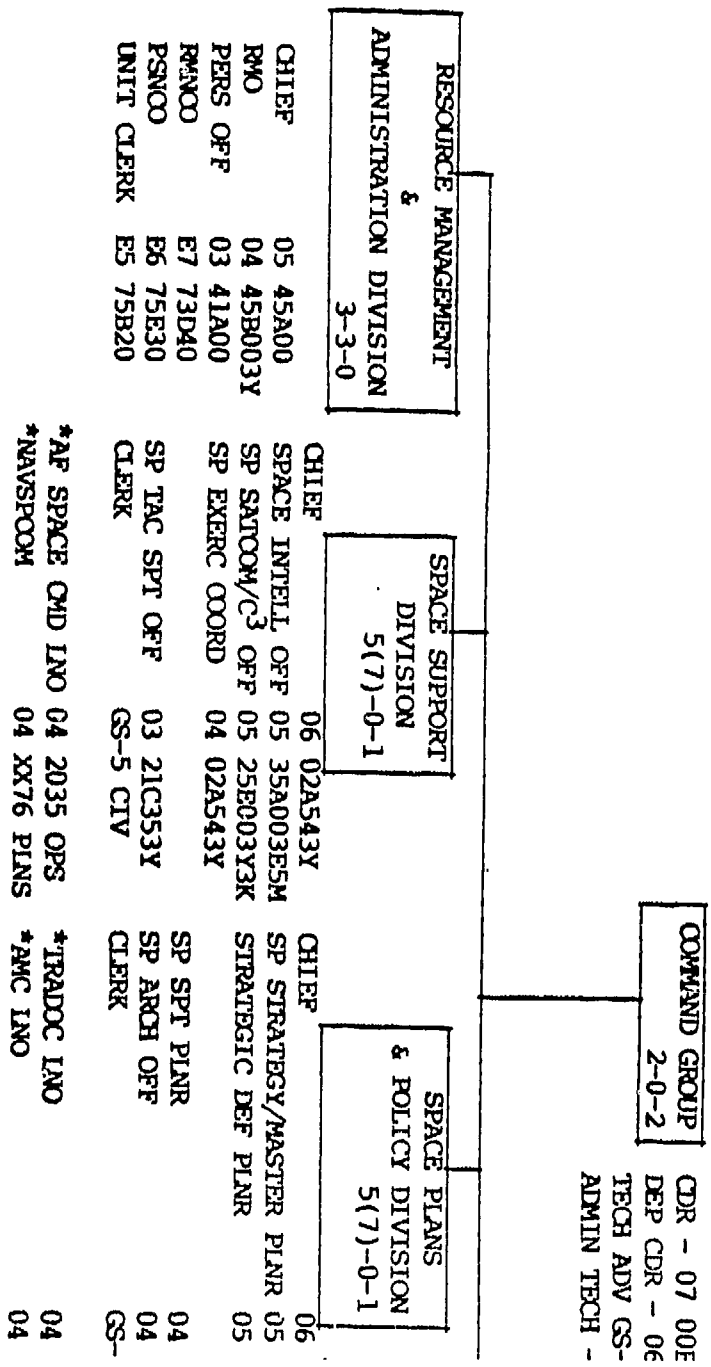 COMMAND GROUP
2-0-2
CDR - 07 00E
DEP CDR - 06
TECH ADV GS-
ADMIN TECH -
RESOURCE MANAGEMENT
&
ADMINISTRATION DIVISION
3-3-0
CHIEF 05 45A00
RMO 04 45B003Y
PERS OFF 03 41A00
RMNCO E7 73D40
PSNCO E6 75E30
UNIT CLERK E5 75B20
SPACE SUPPORT
DIVISION
5(7)-0-1
CHIEF 06 02A543Y
SPACE INTELL OFF 05 35A003E5M
SP SATCOM/C3 OFF 05 25E003Y3K
SP EXERC COORD 04 02A543Y
SP TAC SPT OFF 03 21C353Y
CLERK GS-5 CIV
*AF SPACE CMD LNO 04 2035 OPS
*NAVSPCOM 04 XX76 PLNS
SPACE PLANS
& POLICY DIVISION
5(7)-0-1
CHIEF 06
SP STRATEGY/MASTER PLNR 05
STRATEGIC DEF PLNR 05
SP SPT PLNR 04
SP ARCH OFF 04
CLERK GS-
*TRADOC LNO 04
*AMC LNO 04